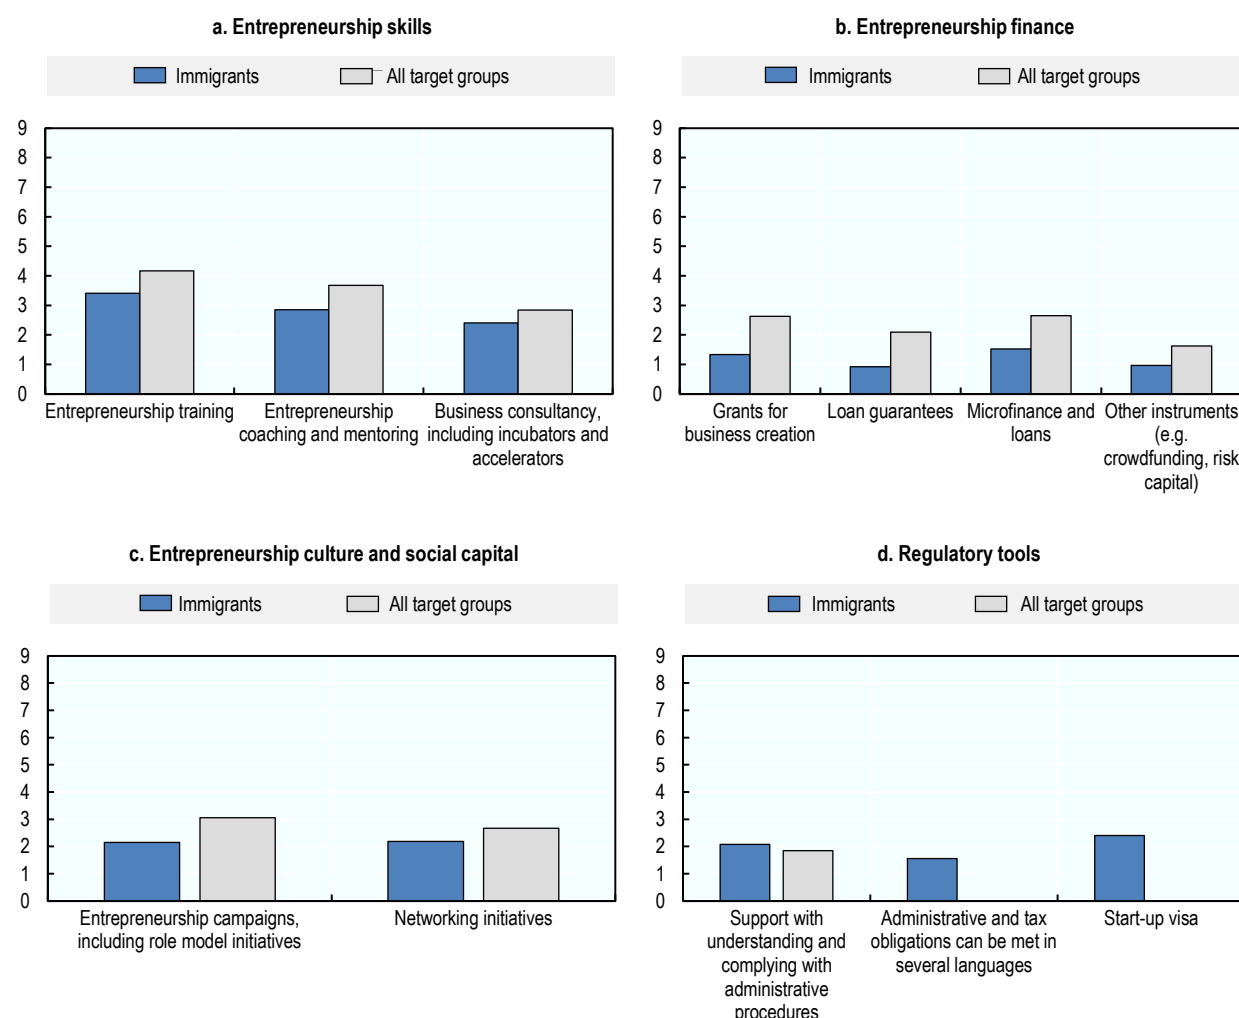 a. Entrepreneurship skills
Immigrants
All target groups
9
8
7
6
5
4
3
2
1
0
Entrepreneurship training
Entrepreneurship
coaching and mentoring
Business consultancy,
including incubators and
accelerators
b. Entrepreneurship finance
Immigrants
All target groups
9
8
7
6
5
4
3
2
1
0
Grants for
business creation
Loan guarantees
Microfinance and
loans
Other instruments
(e.g.
crowdfunding, risk
capital)
c. Entrepreneurship culture and social capital
Immigrants
All target groups
9
8
7
6
5
4
3
2
1
0
Entrepreneurship campaigns,
including role model initiatives
Networking initiatives
d. Regulatory tools
Immigrants
All target groups
9
8
7
6
5
4
3
2
1
0
Support with
understanding and
complying with
administrative
procedures
Administrative and tax
obligations can be met in
several languages
Start-up visa